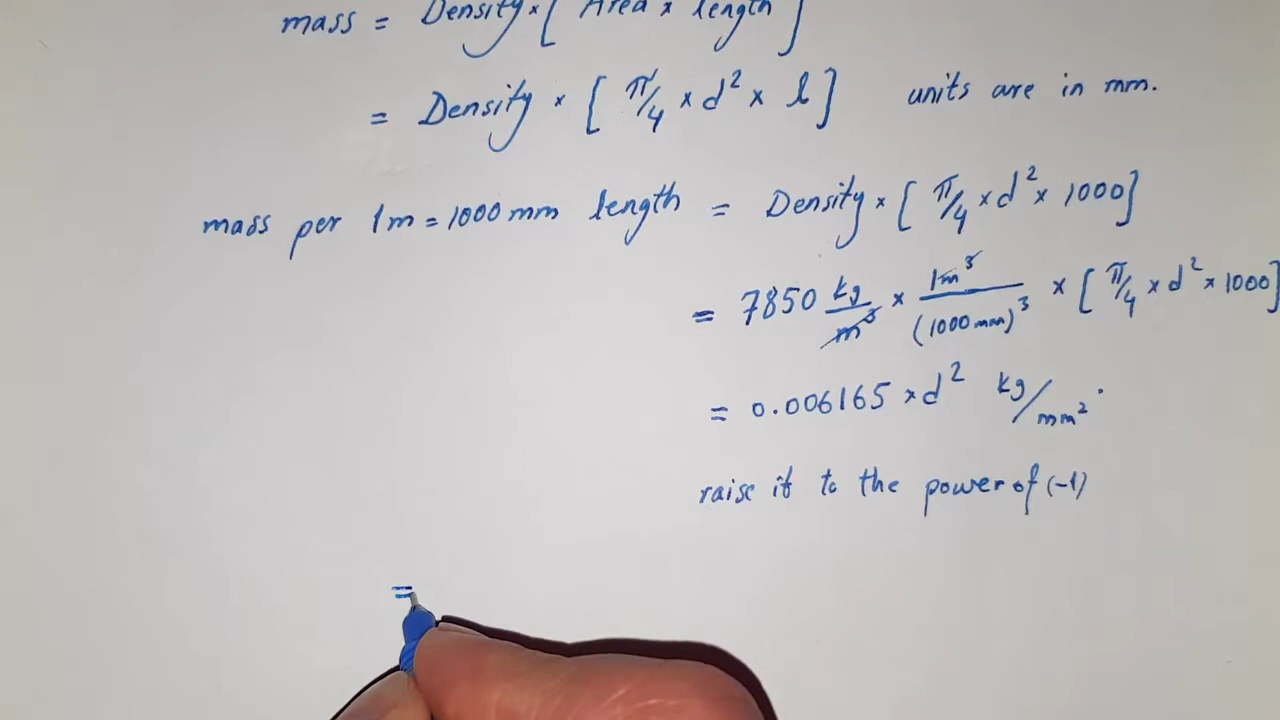 mass = Density × [ Area × length ]
= Density × [ π/4 × d² × l ] units are in mm.
mass per 1m = 1000 mm length = Density × [ π/4 × d² × 1000 ]
= 7850 kg/m³ × 1m³/(1000 mm)³ × [ π/4 × d² × 1000 ]
= 0.006165 × d² kg/mm² .
raise it to the power of (-1)
=